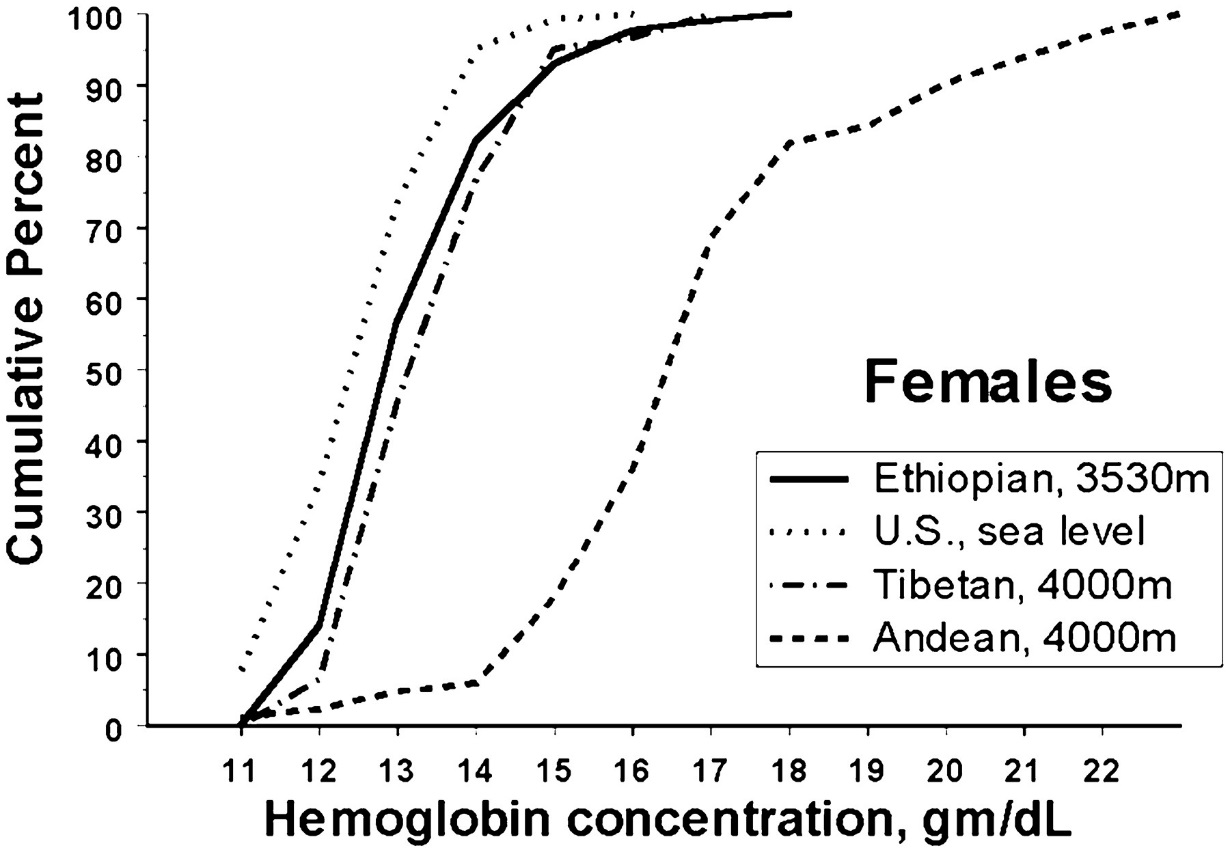 Cumulative Percent
100
90
80
70
60
50
40
30
20
10
0
Females
Ethiopian, 3530m
U.S., sea level
Tibetan, 4000m
Andean, 4000m
11 12 13 14 15 16 17 18 19 20 21 22
Hemoglobin concentration, gm/dL